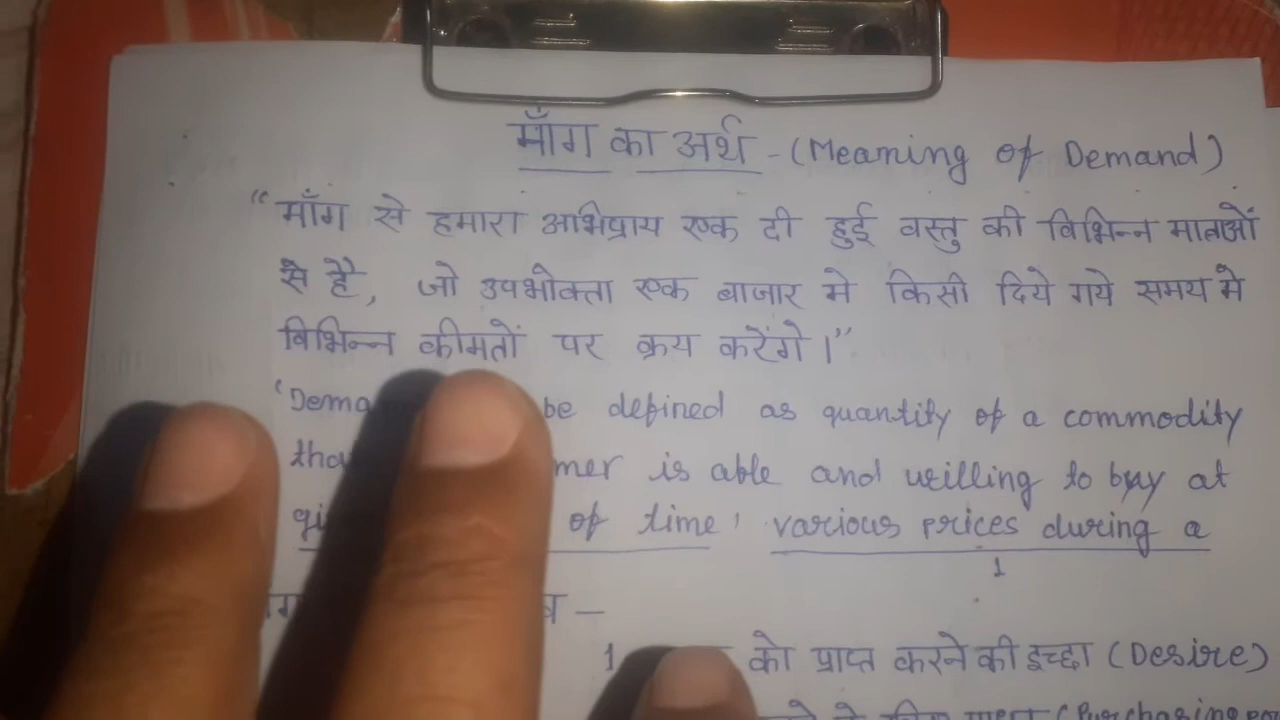 माँग का अर्थ - (Meaning of Demand)
“माँग से हमारा अभिप्राय एक दी हुई वस्तु की विभिन्न मात्राओं
से है, जो उपभोक्ता एक बाजार मे किसी दिये गये समय मे
विभिन्न कीमतों पर क्रय करेंगे।”
be defined as quantity of a commodity
is able and willing to buy at
of time, various prices during a
1
1 को प्राप्त करने की इच्छा (Desire)